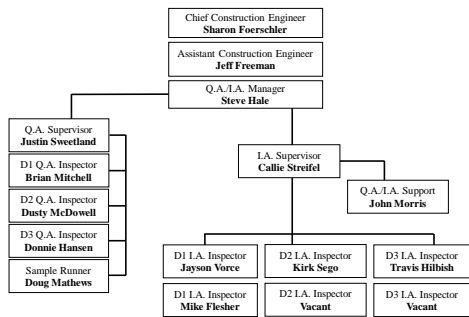 Chief Construction Engineer
Sharon Foerschler
Assistant Construction Engineer
Jeff Freeman
Q.A./I.A. Manager
Steve Hale
Q.A. Supervisor
Justin Sweetland
D1 Q.A. Inspector
Brian Mitchell
D2 Q.A. Inspector
Dusty McDowell
D3 Q.A. Inspector
Donnie Hansen
Sample Runner
Doug Mathews
I.A. Supervisor
Callie Streifel
Q.A./I.A. Support
John Morris
D1 I.A. Inspector
Jayson Vorce
D2 I.A. Inspector
Kirk Sego
D3 I.A. Inspector
Travis Hilbish
D1 I.A. Inspector
Mike Flesher
D2 I.A. Inspector
Vacant
D3 I.A. Inspector
Vacant